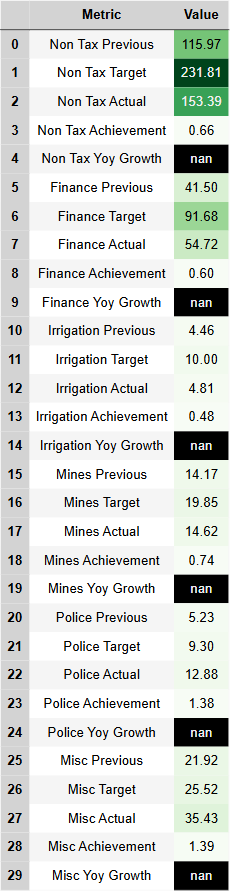 Metric Value
0 Non Tax Previous 115.97
1 Non Tax Target 231.81
2 Non Tax Actual 153.39
3 Non Tax Achievement 0.66
4 Non Tax Yoy Growth nan
5 Finance Previous 41.50
6 Finance Target 91.68
7 Finance Actual 54.72
8 Finance Achievement 0.60
9 Finance Yoy Growth nan
10 Irrigation Previous 4.46
11 Irrigation Target 10.00
12 Irrigation Actual 4.81
13 Irrigation Achievement 0.48
14 Irrigation Yoy Growth nan
15 Mines Previous 14.17
16 Mines Target 19.85
17 Mines Actual 14.62
18 Mines Achievement 0.74
19 Mines Yoy Growth nan
20 Police Previous 5.23
21 Police Target 9.30
22 Police Actual 12.88
23 Police Achievement 1.38
24 Police Yoy Growth nan
25 Misc Previous 21.92
26 Misc Target 25.52
27 Misc Actual 35.43
28 Misc Achievement 1.39
29 Misc Yoy Growth nan